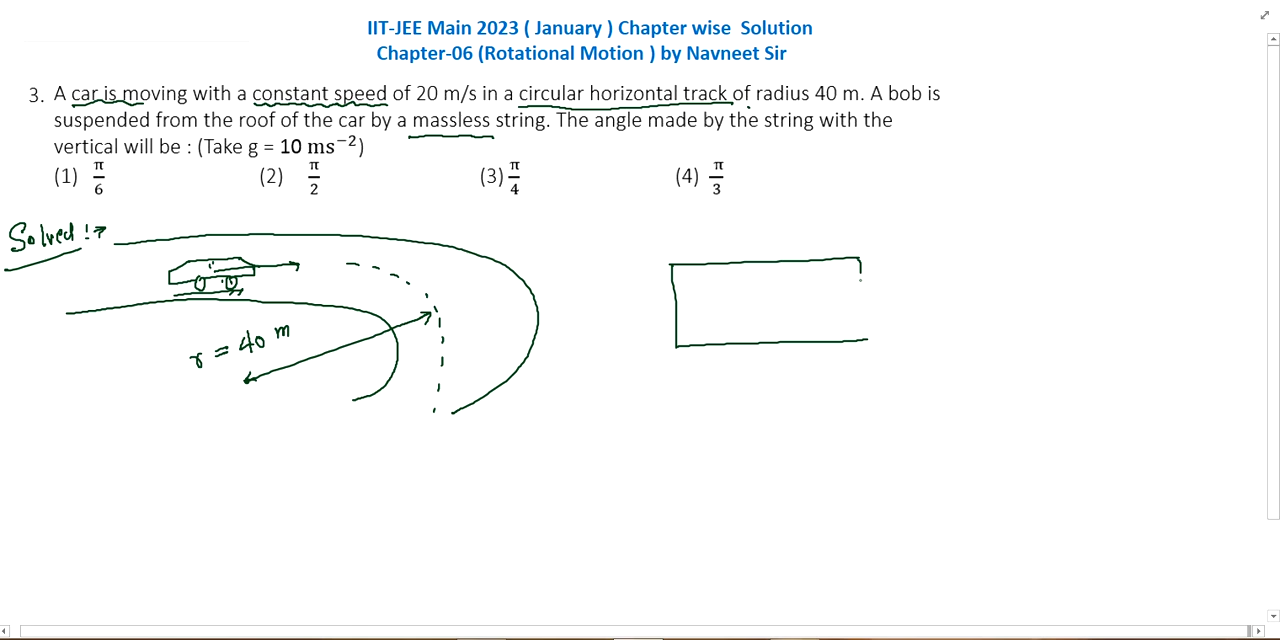 IIT-JEE Main 2023 ( January ) Chapter wise Solution
Chapter-06 (Rotational Motion ) by Navneet Sir
3. A car is moving with a constant speed of 20 m/s in a circular horizontal track of radius 40 m. A bob is
suspended from the roof of the car by a massless string. The angle made by the string with the
vertical will be : (Take g = 10 ms⁻²)
(1) π/6 (2) π/2 (3) π/4 (4) π/3
Solved !?
r = 40 m